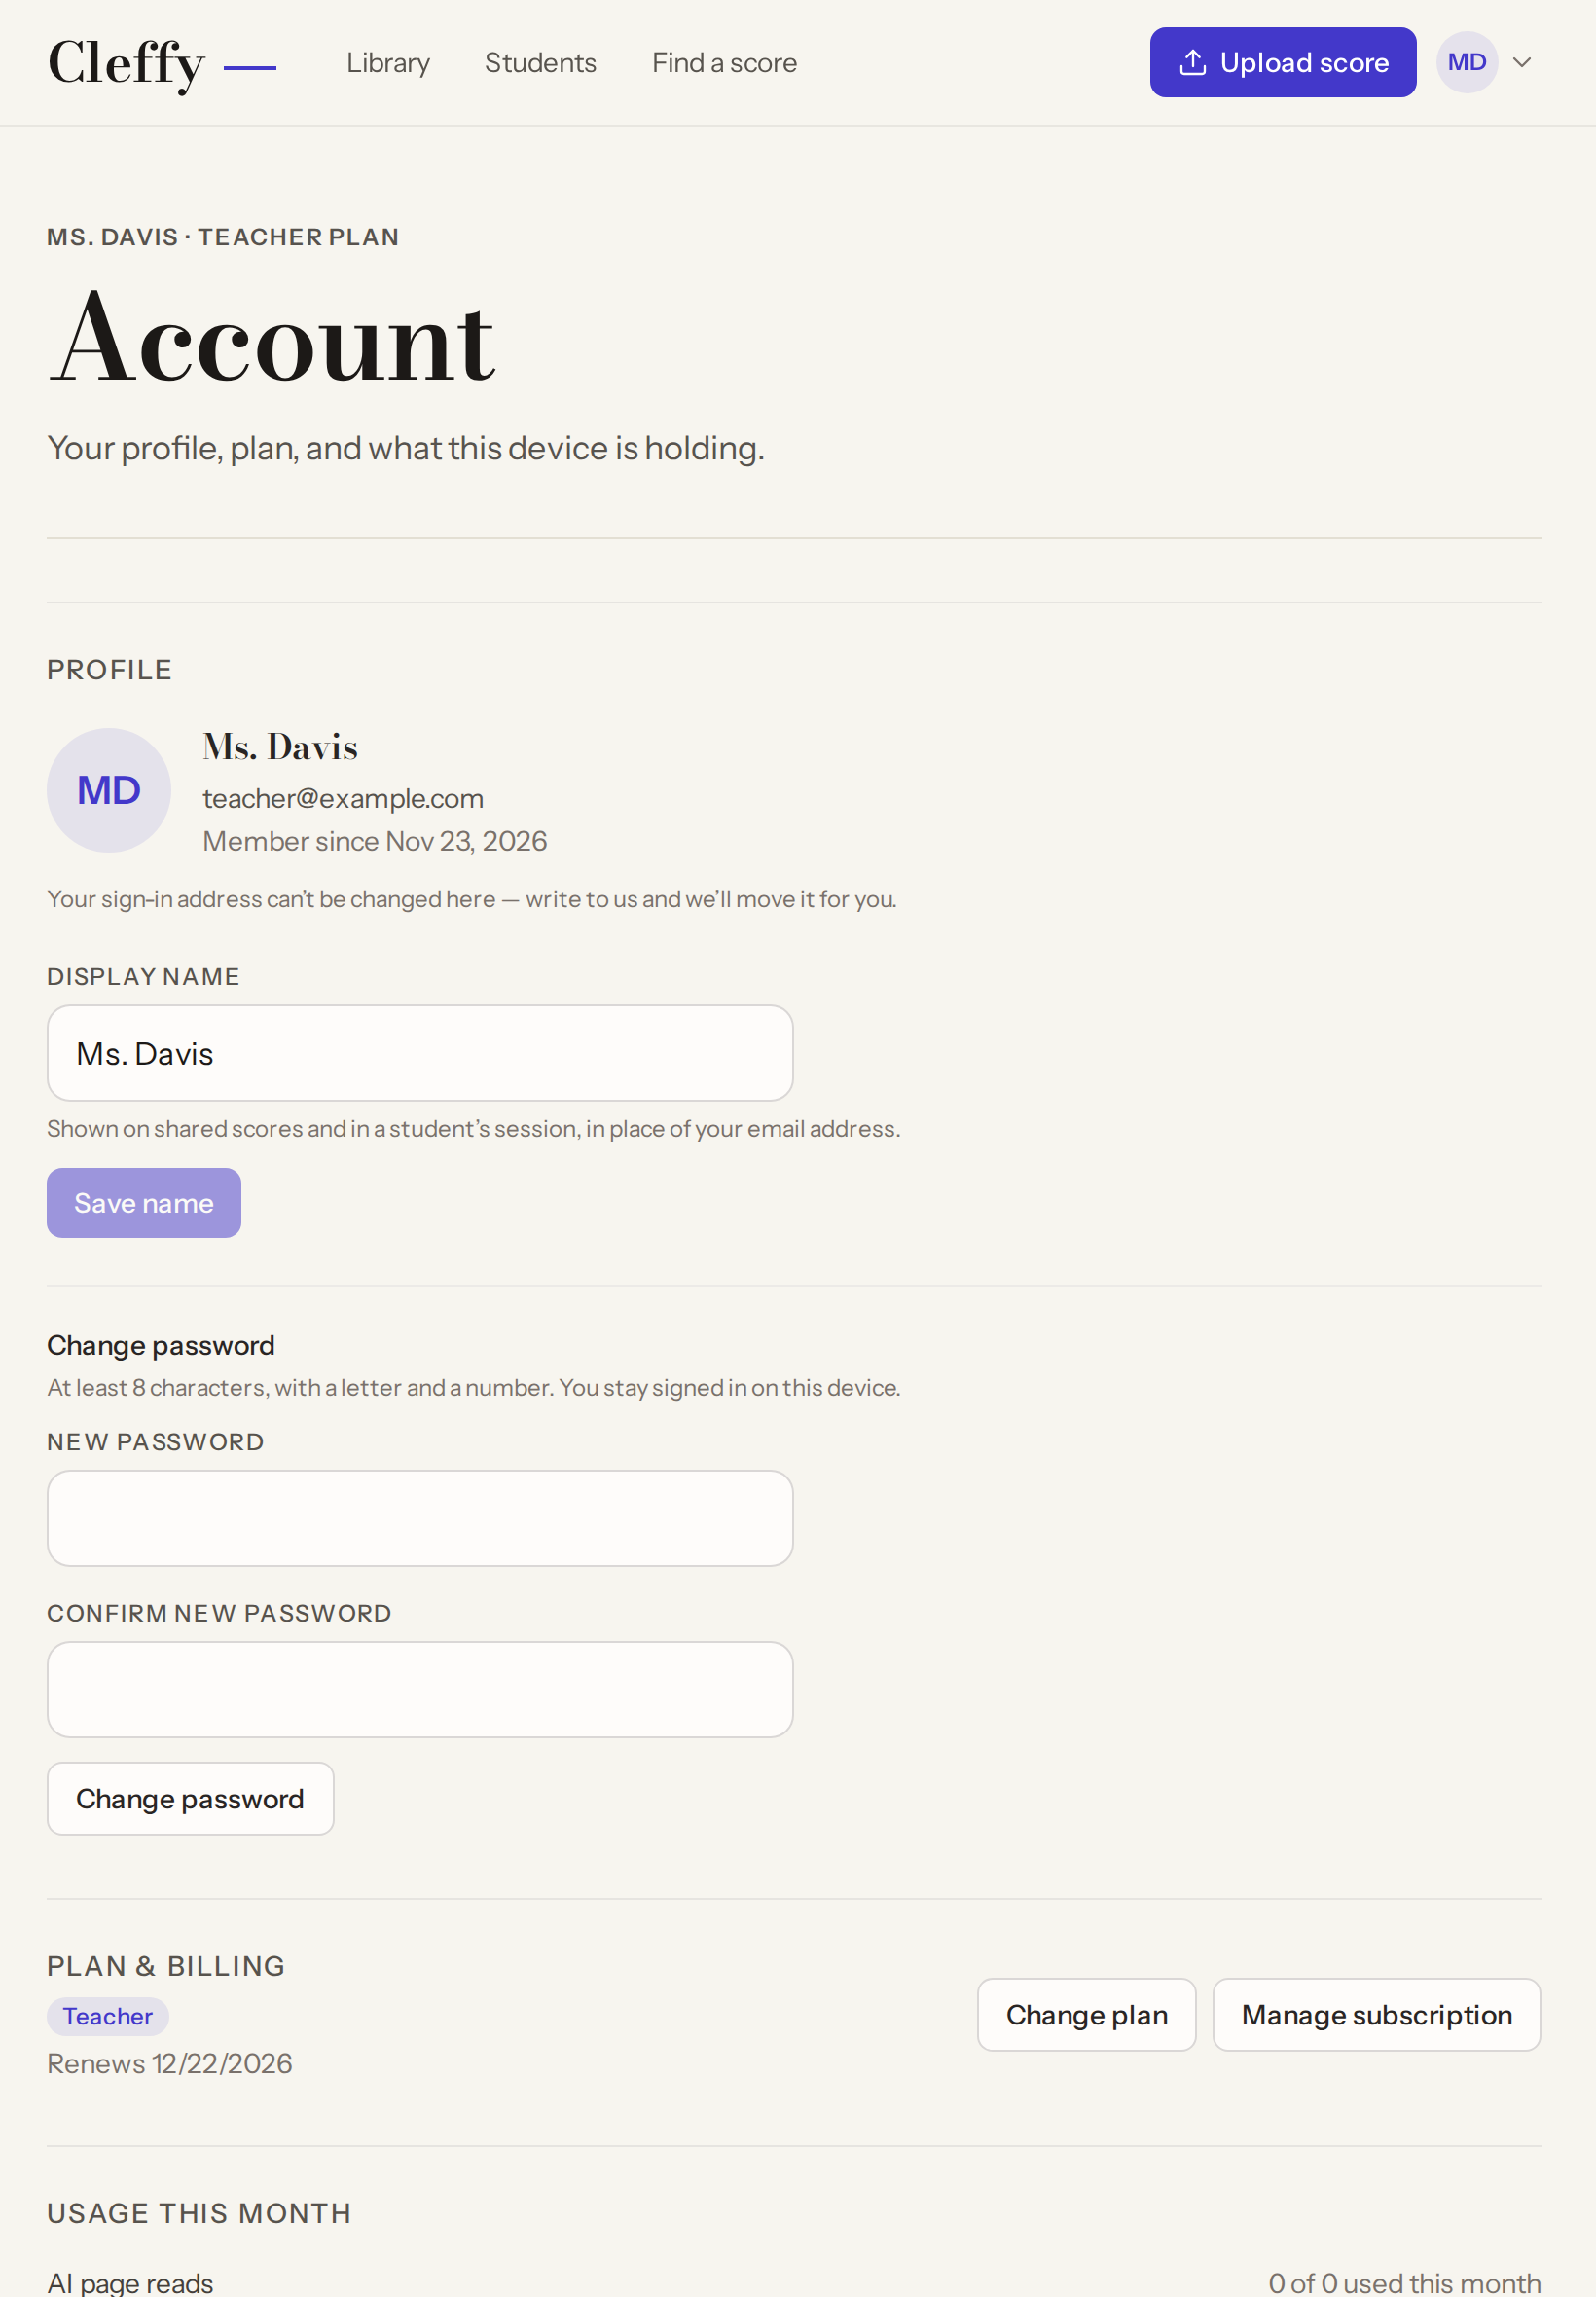 Cleffy
Library
Students
Find a score
Upload score
MD
MS. DAVIS · TEACHER PLAN
Account
Your profile, plan, and what this device is holding.
PROFILE
MD
Ms. Davis
teacher@example.com
Member since Nov 23, 2026
Your sign-in address can’t be changed here — write to us and we’ll move it for you.
DISPLAY NAME
Ms. Davis
Shown on shared scores and in a student’s session, in place of your email address.
Save name
Change password
At least 8 characters, with a letter and a number. You stay signed in on this device.
NEW PASSWORD
CONFIRM NEW PASSWORD
Change password
PLAN & BILLING
Teacher
Renews 12/22/2026
Change plan
Manage subscription
USAGE THIS MONTH
AI page reads
0 of 0 used this month